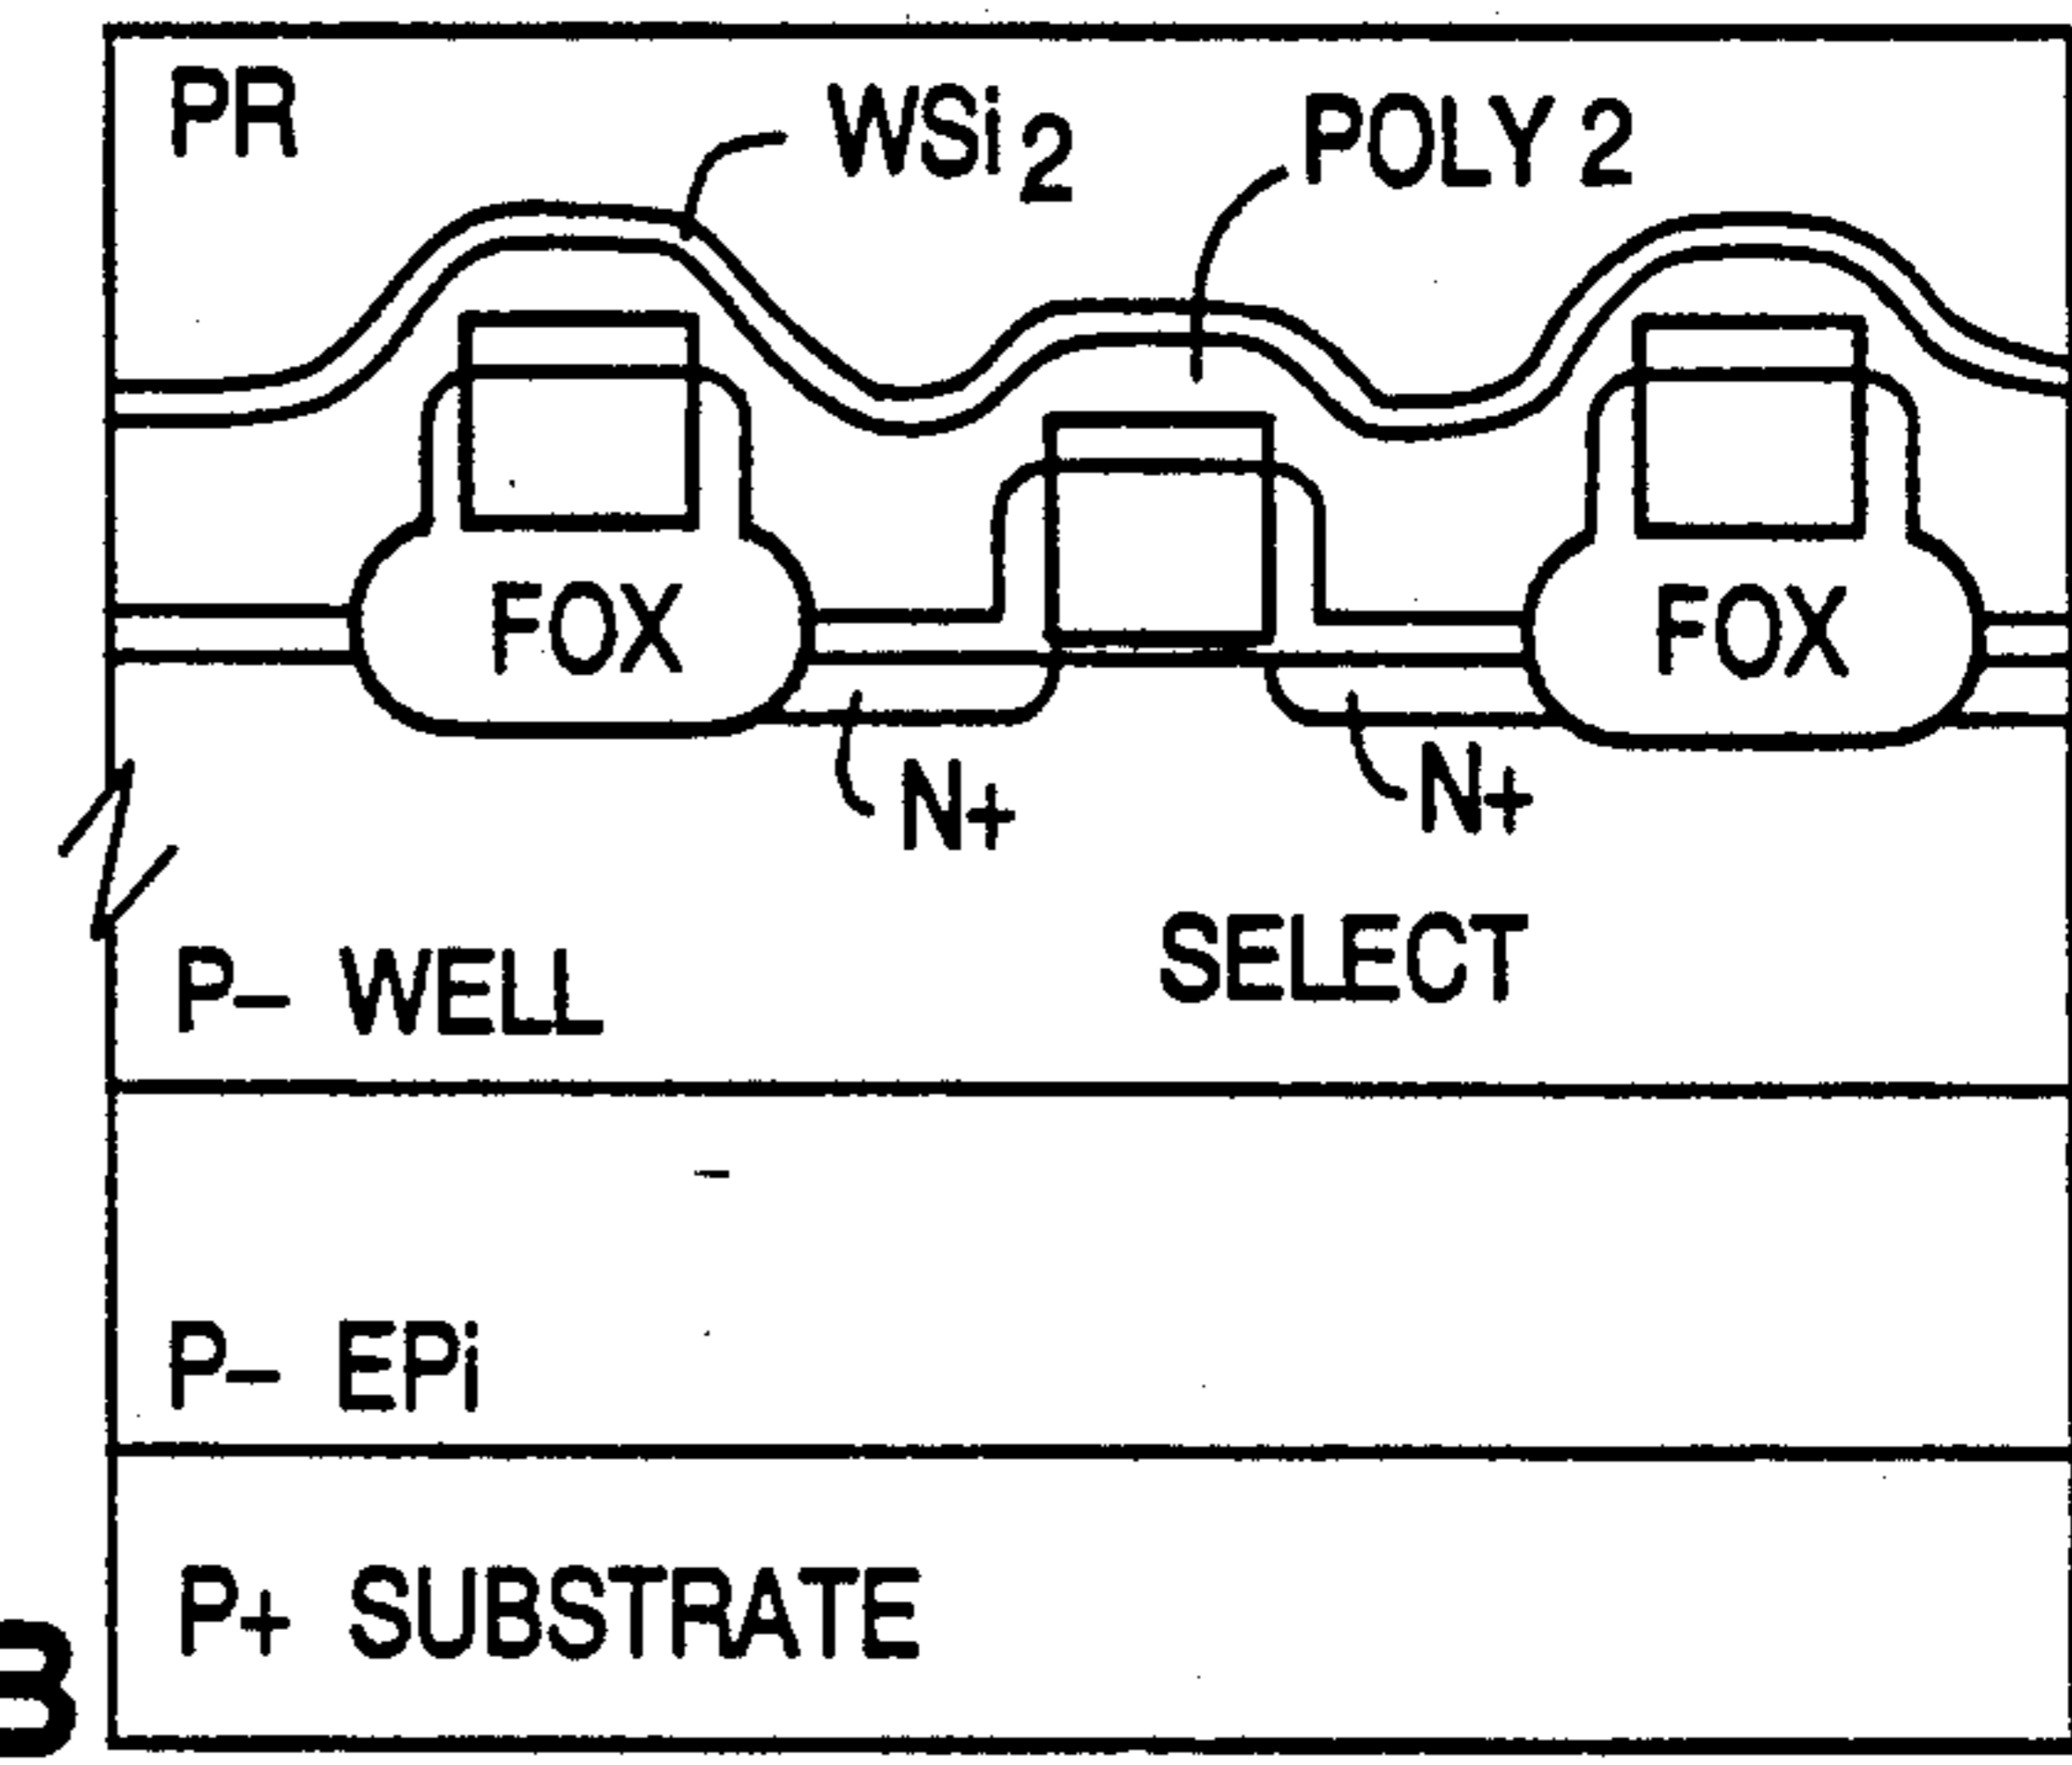 PR
WSi2
POLY 2
FOX
FOX
N+
N+
P- WELL
SELECT
P- EPi
P+ SUBSTRATE